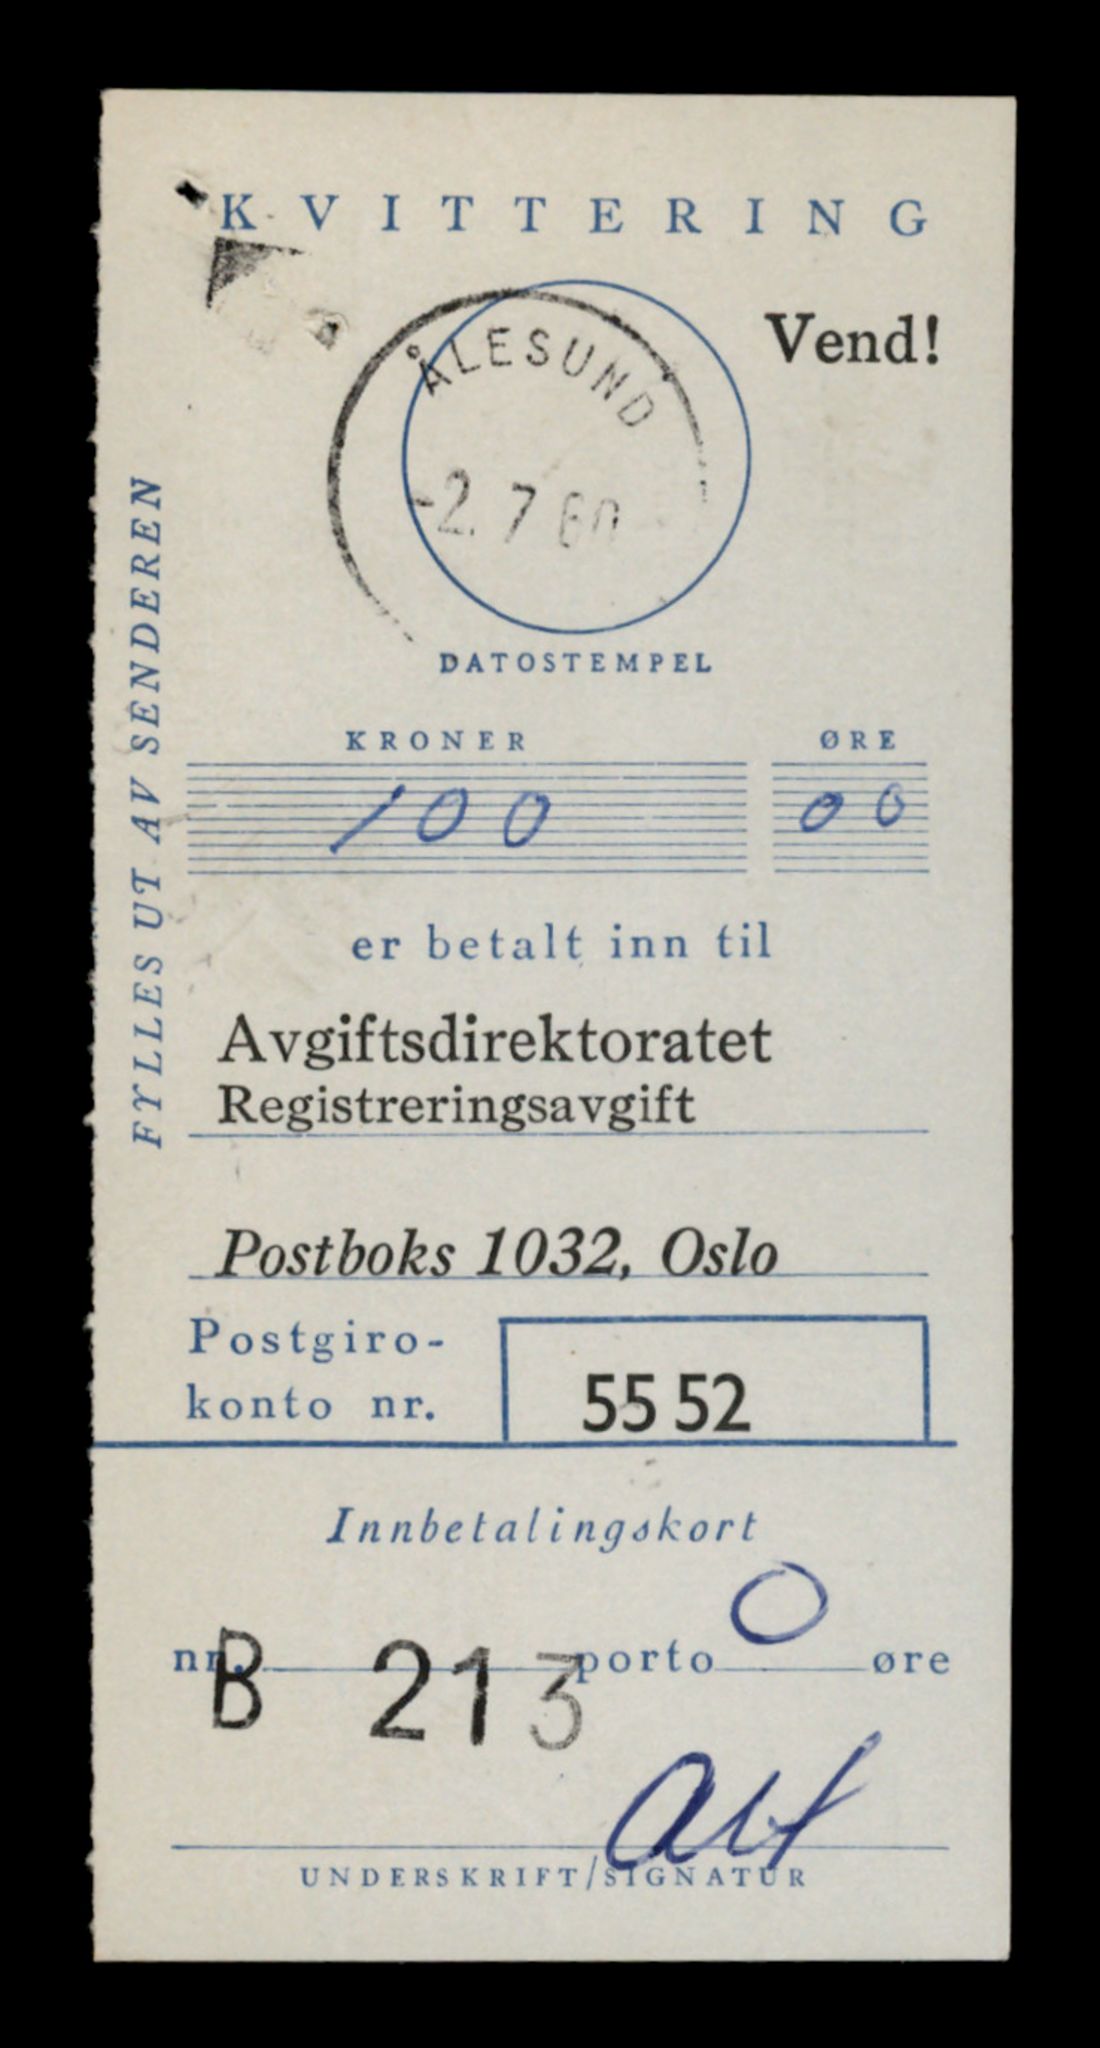 KVITTERING
Vend!
ÅLESUND
-2. 7 60
DATOSTEMPEL
FYLLES UT AV SENDEREN
KRONER ØRE
100 00
er betalt inn til
Avgiftsdirektoratet
Registreringsavgift
Postboks 1032, Oslo
Postgiro-
konto nr. 55 52
Innbetalingskort
nr. B 213 porto 0 øre
UNDERSKRIFT/SIGNATUR